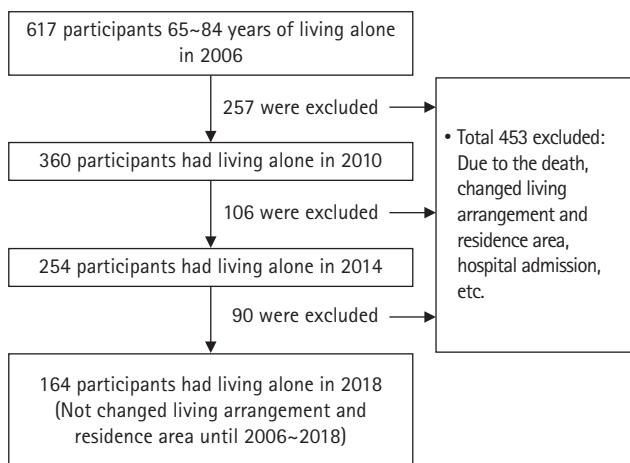 617 participants 65~84 years of living alone
in 2006
257 were excluded
360 participants had living alone in 2010
106 were excluded
254 participants had living alone in 2014
90 were excluded
164 participants had living alone in 2018
(Not changed living arrangement and
residence area until 2006~2018)
• Total 453 excluded:
Due to the death,
changed living
arrangement and
residence area,
hospital admission,
etc.